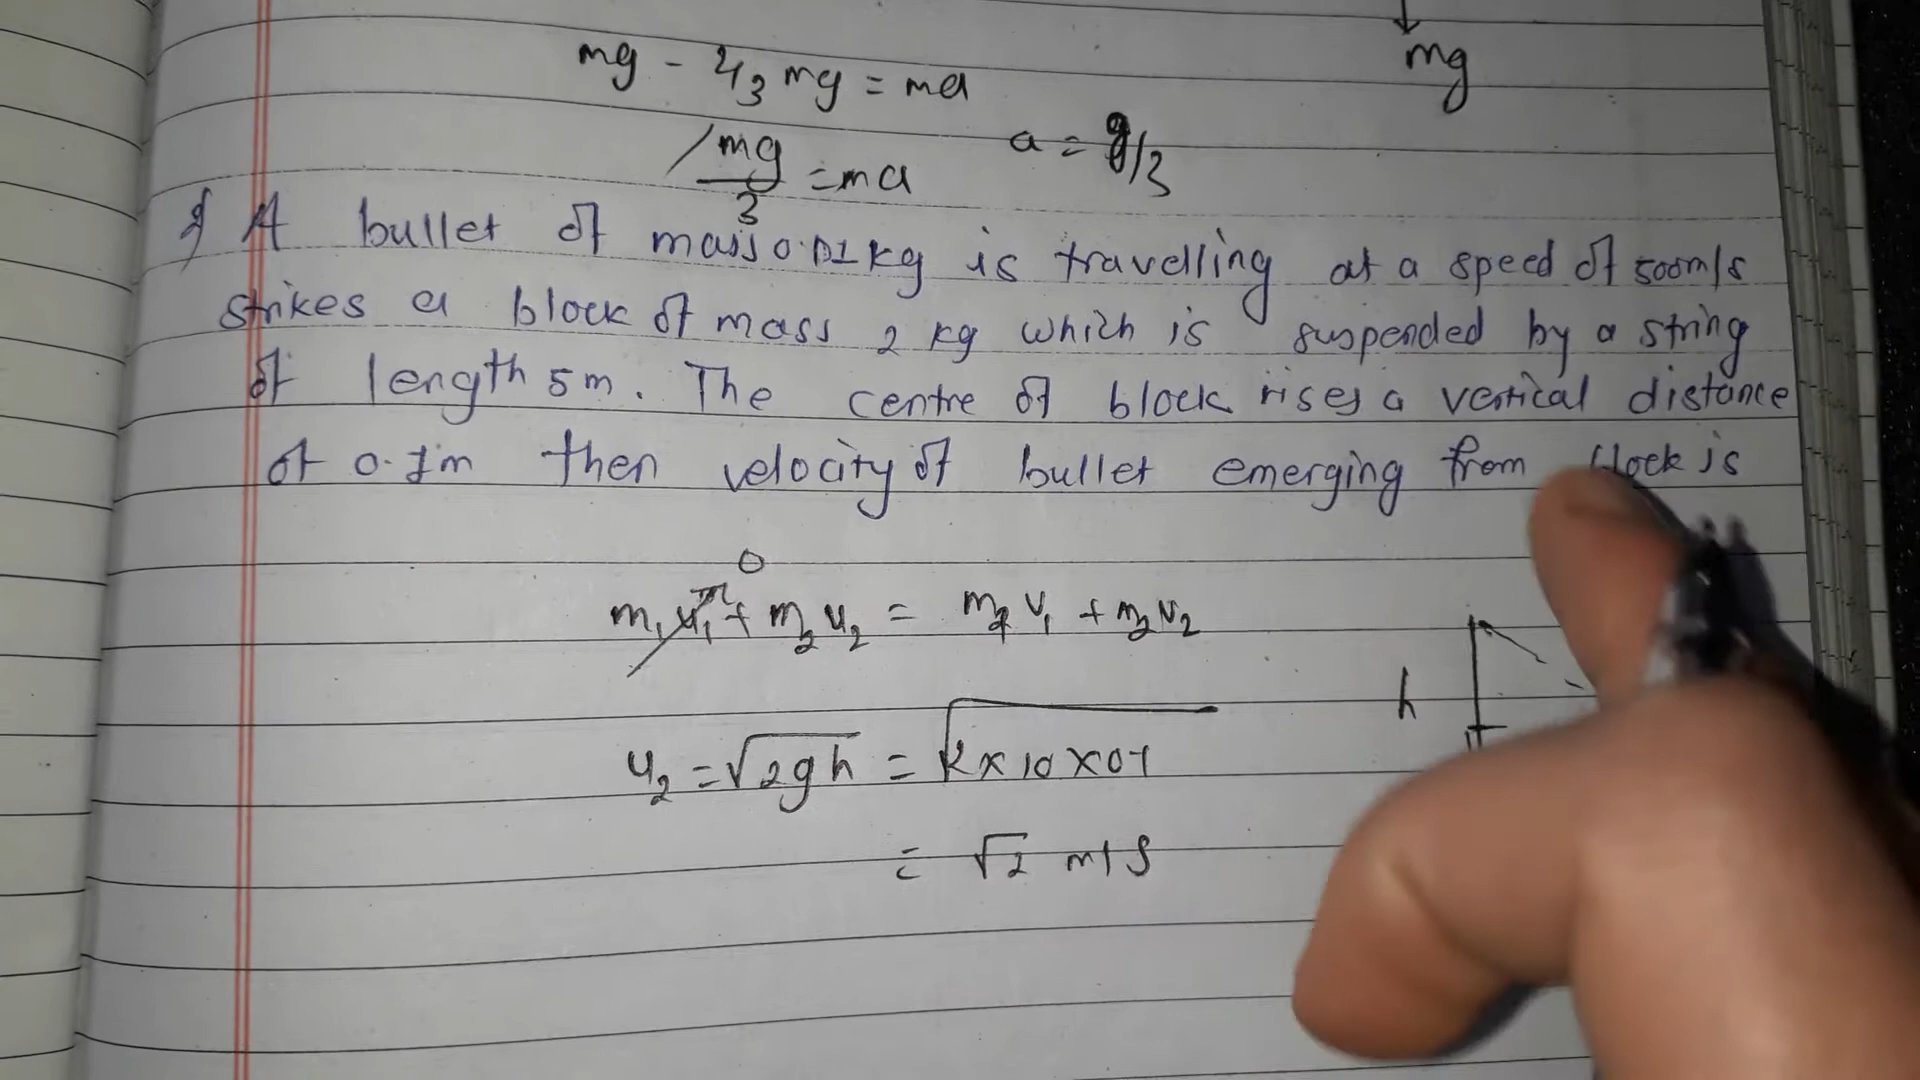 mg
mg - 2/3 mg = ma
mg/3 = ma a = g/3
A bullet of mass 0.01kg is travelling at a speed of 500m/s
strikes a block of mass 2 kg which is suspended by a string
of length 5m. The centre of block rises a vertical distance
of 0.1m then velocity of bullet emerging from block is
0
m₁u₁ + m₂u₂ = m₁v₁ + m₂v₂
h
u₂ = √2gh = √2×10×0.1
= √2 m/s